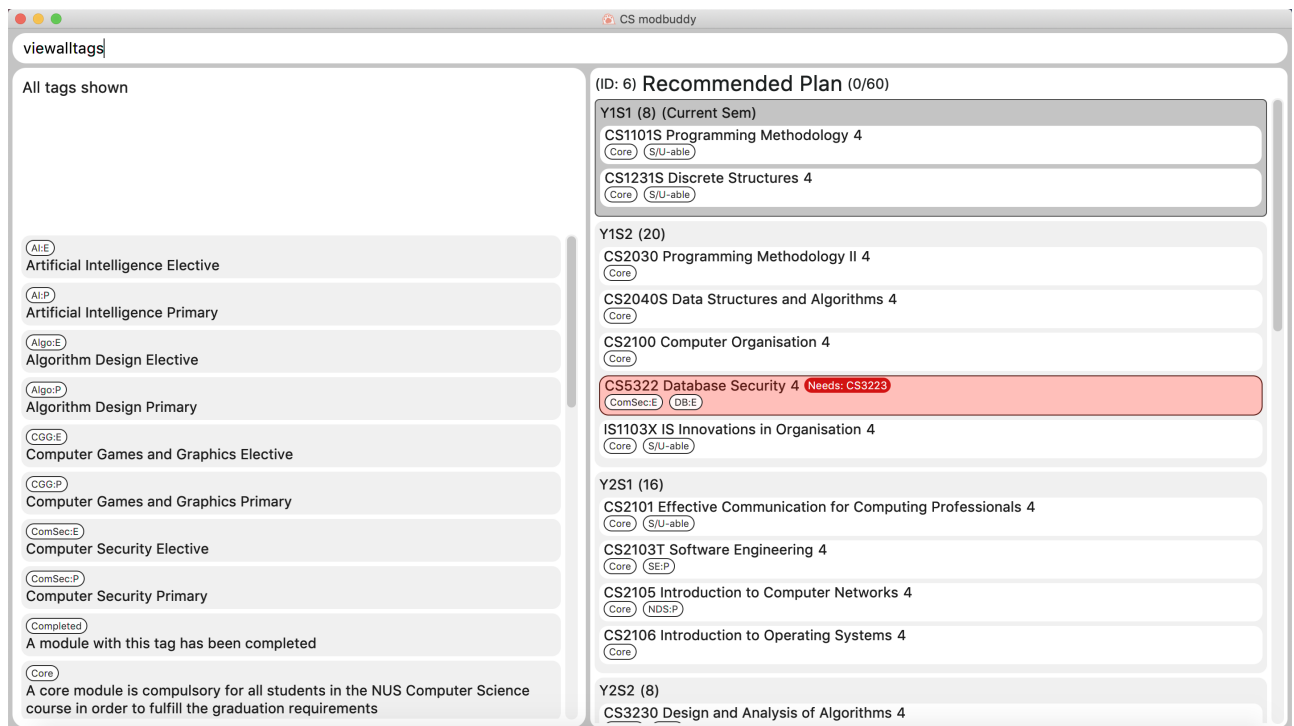 CS modbuddy
viewalltags
All tags shown
AI:E
Artificial Intelligence Elective
AI:P
Artificial Intelligence Primary
Algo:E
Algorithm Design Elective
Algo:P
Algorithm Design Primary
CGG:E
Computer Games and Graphics Elective
CGG:P
Computer Games and Graphics Primary
ComSec:E
Computer Security Elective
ComSec:P
Computer Security Primary
Completed
A module with this tag has been completed
Core
A core module is compulsory for all students in the NUS Computer Science
course in order to fulfill the graduation requirements
(ID: 6) Recommended Plan (0/60)
Y1S1 (8) (Current Sem)
CS1101S Programming Methodology 4
Core S/U-able
CS1231S Discrete Structures 4
Core S/U-able
Y1S2 (20)
CS2030 Programming Methodology II 4
Core
CS2040S Data Structures and Algorithms 4
Core
CS2100 Computer Organisation 4
Core
CS5322 Database Security 4 Needs: CS3223
ComSec:E DB:E
IS1103X IS Innovations in Organisation 4
Core S/U-able
Y2S1 (16)
CS2101 Effective Communication for Computing Professionals 4
Core S/U-able
CS2103T Software Engineering 4
Core SE:P
CS2105 Introduction to Computer Networks 4
Core NDS:P
CS2106 Introduction to Operating Systems 4
Core
Y2S2 (8)
CS3230 Design and Analysis of Algorithms 4